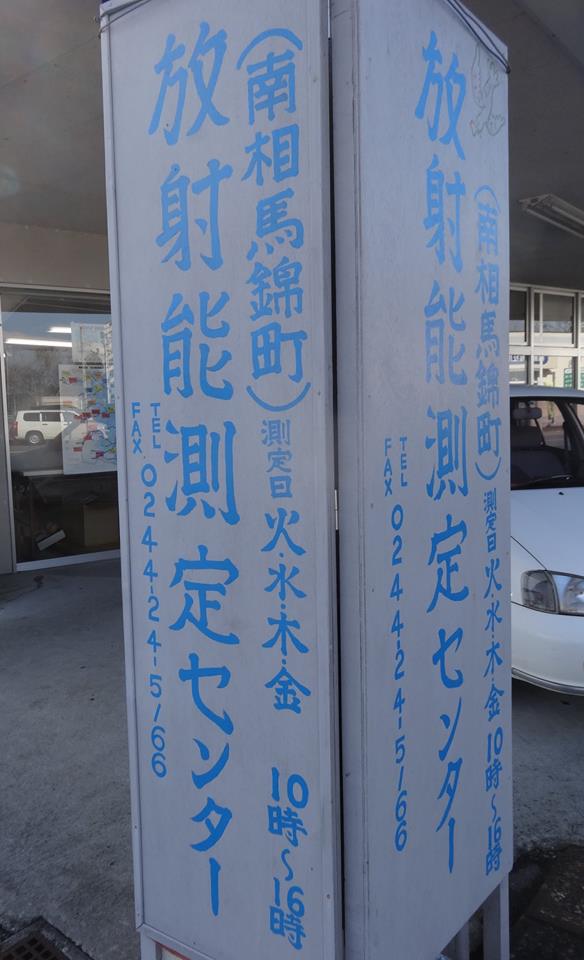 (南相馬錦町) 測定日 火・水・木・金 10時~16時
放射能測定センター
TEL
FAX 0244-24-5166
(南相馬錦町) 測定日 火・水・木・金 10時~16時
放射能測定センター
TEL
FAX 0244-24-5166